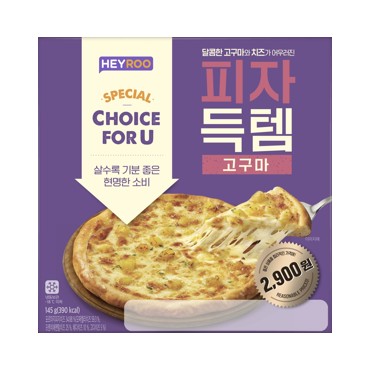 HEYROO
SPECIAL
CHOICE
FOR U
살수록 기분 좋은
현명한 소비
달콤한 고구마와 치즈가 어우러진
피자
득템
고구마
2,900원
REASONABLE PRICE
145 g(390 kcal)